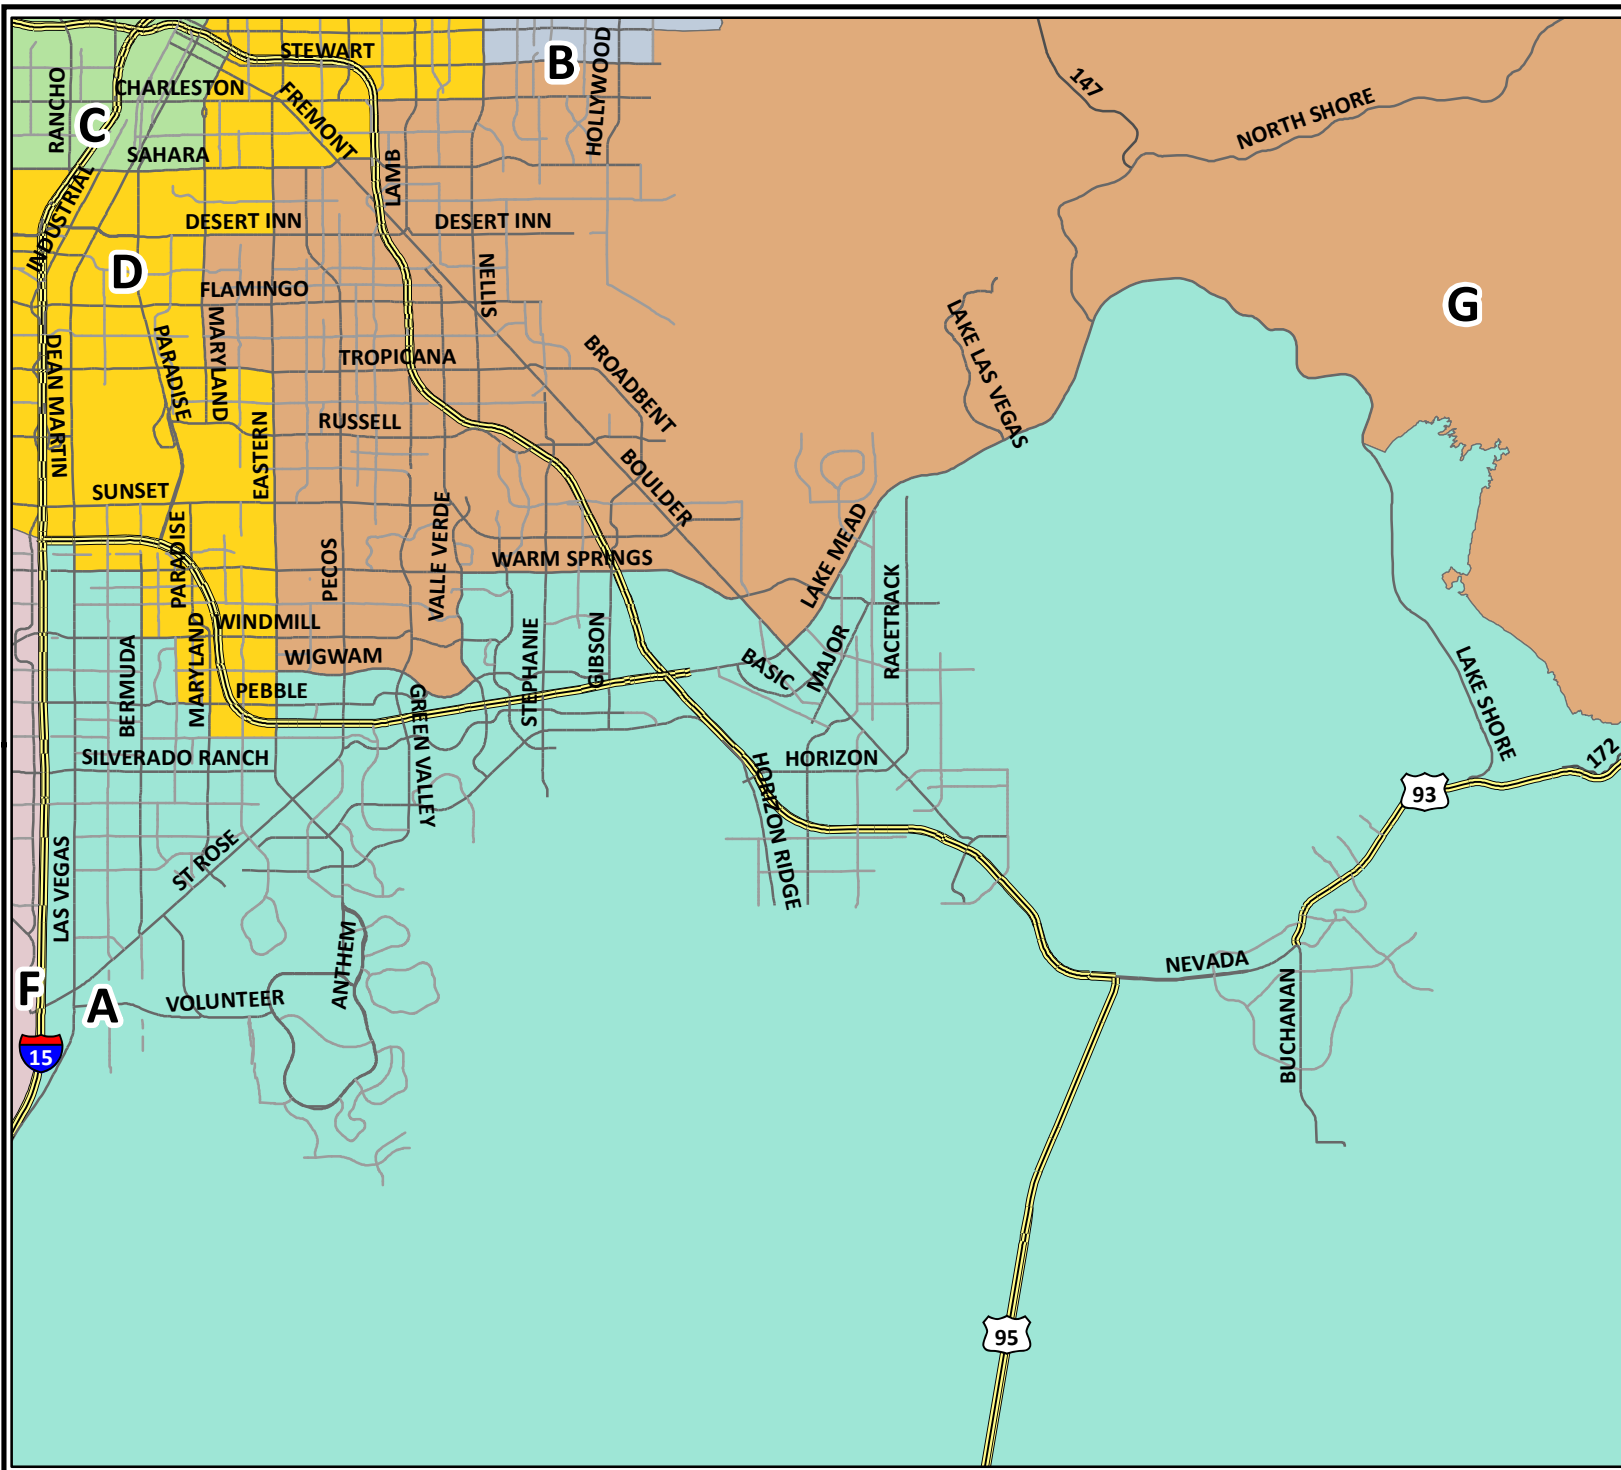 STEWART
B
HOLLYWOOD
147
NORTH SHORE
RANCHO
CHARLESTON
FREMONT
C
SAHARA
LAMB
INDUSTRIAL
DESERT INN
DESERT INN
D
NELLIS
FLAMINGO
G
PARADISE
MARYLAND
DEAN MARTIN
TROPICANA
BROADBENT
LAKE LAS VEGAS
RUSSELL
EASTERN
BOULDER
SUNSET
PARADISE
PECOS
VALLE VERDE
WARM SPRINGS
LAKE MEAD
RACETRACK
WINDMILL
BERMUDA
MARYLAND
WIGWAM
STEPHANIE
GIBSON
BASIC
MAJOR
PEBBLE
GREEN VALLEY
LAKE SHORE
SILVERADO RANCH
HORIZON
172
93
HORIZON RIDGE
ST ROSE
LAS VEGAS
ANTHEM
NEVADA
F
A
VOLUNTEER
BUCHANAN
15
95